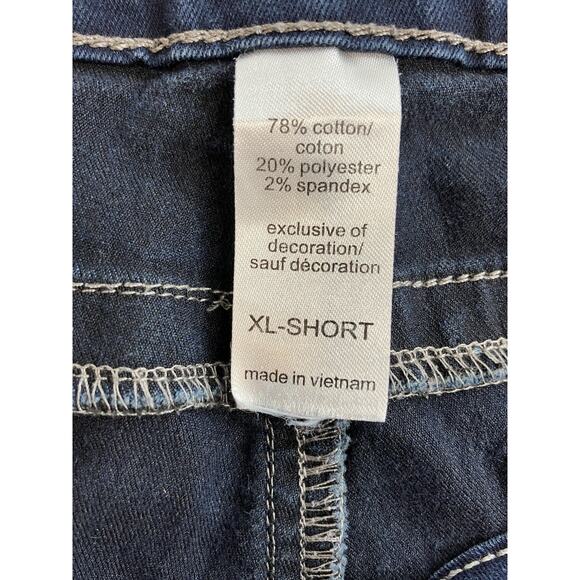 78% cotton/
coton
20% polyester
2% spandex
exclusive of
decoration/
sauf décoration
XL-SHORT
made in vietnam